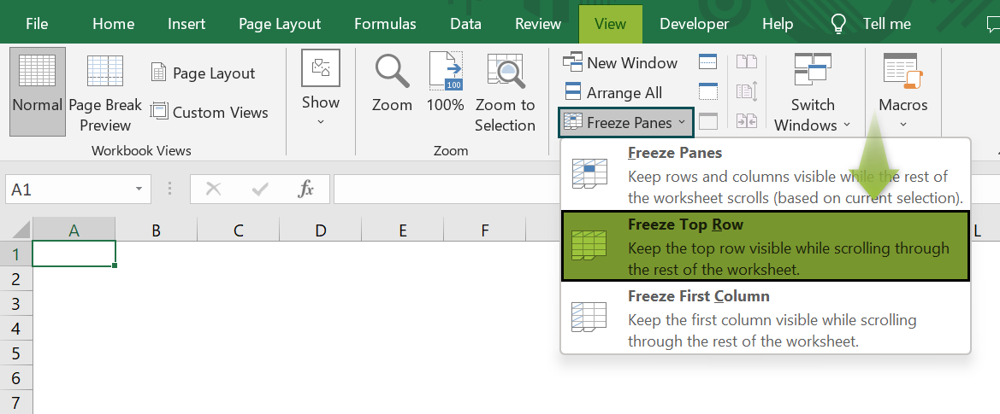 File Home Insert Page Layout Formulas Data Review View Developer Help Tell me
Normal
Page Break
Preview
Page Layout
Custom Views
Workbook Views
Show
Zoom
100
100%
Zoom to
Selection
Zoom
New Window
Arrange All
Freeze Panes
Switch
Windows
Macros
Freeze Panes
Keep rows and columns visible while the rest of
the worksheet scrolls (based on current selection).
Freeze Top Row
Keep the top row visible while scrolling through
the rest of the worksheet.
Freeze First Column
Keep the first column visible while scrolling
through the rest of the worksheet.
A1
fx
A B C D E F L
1
2
3
4
5
6
7